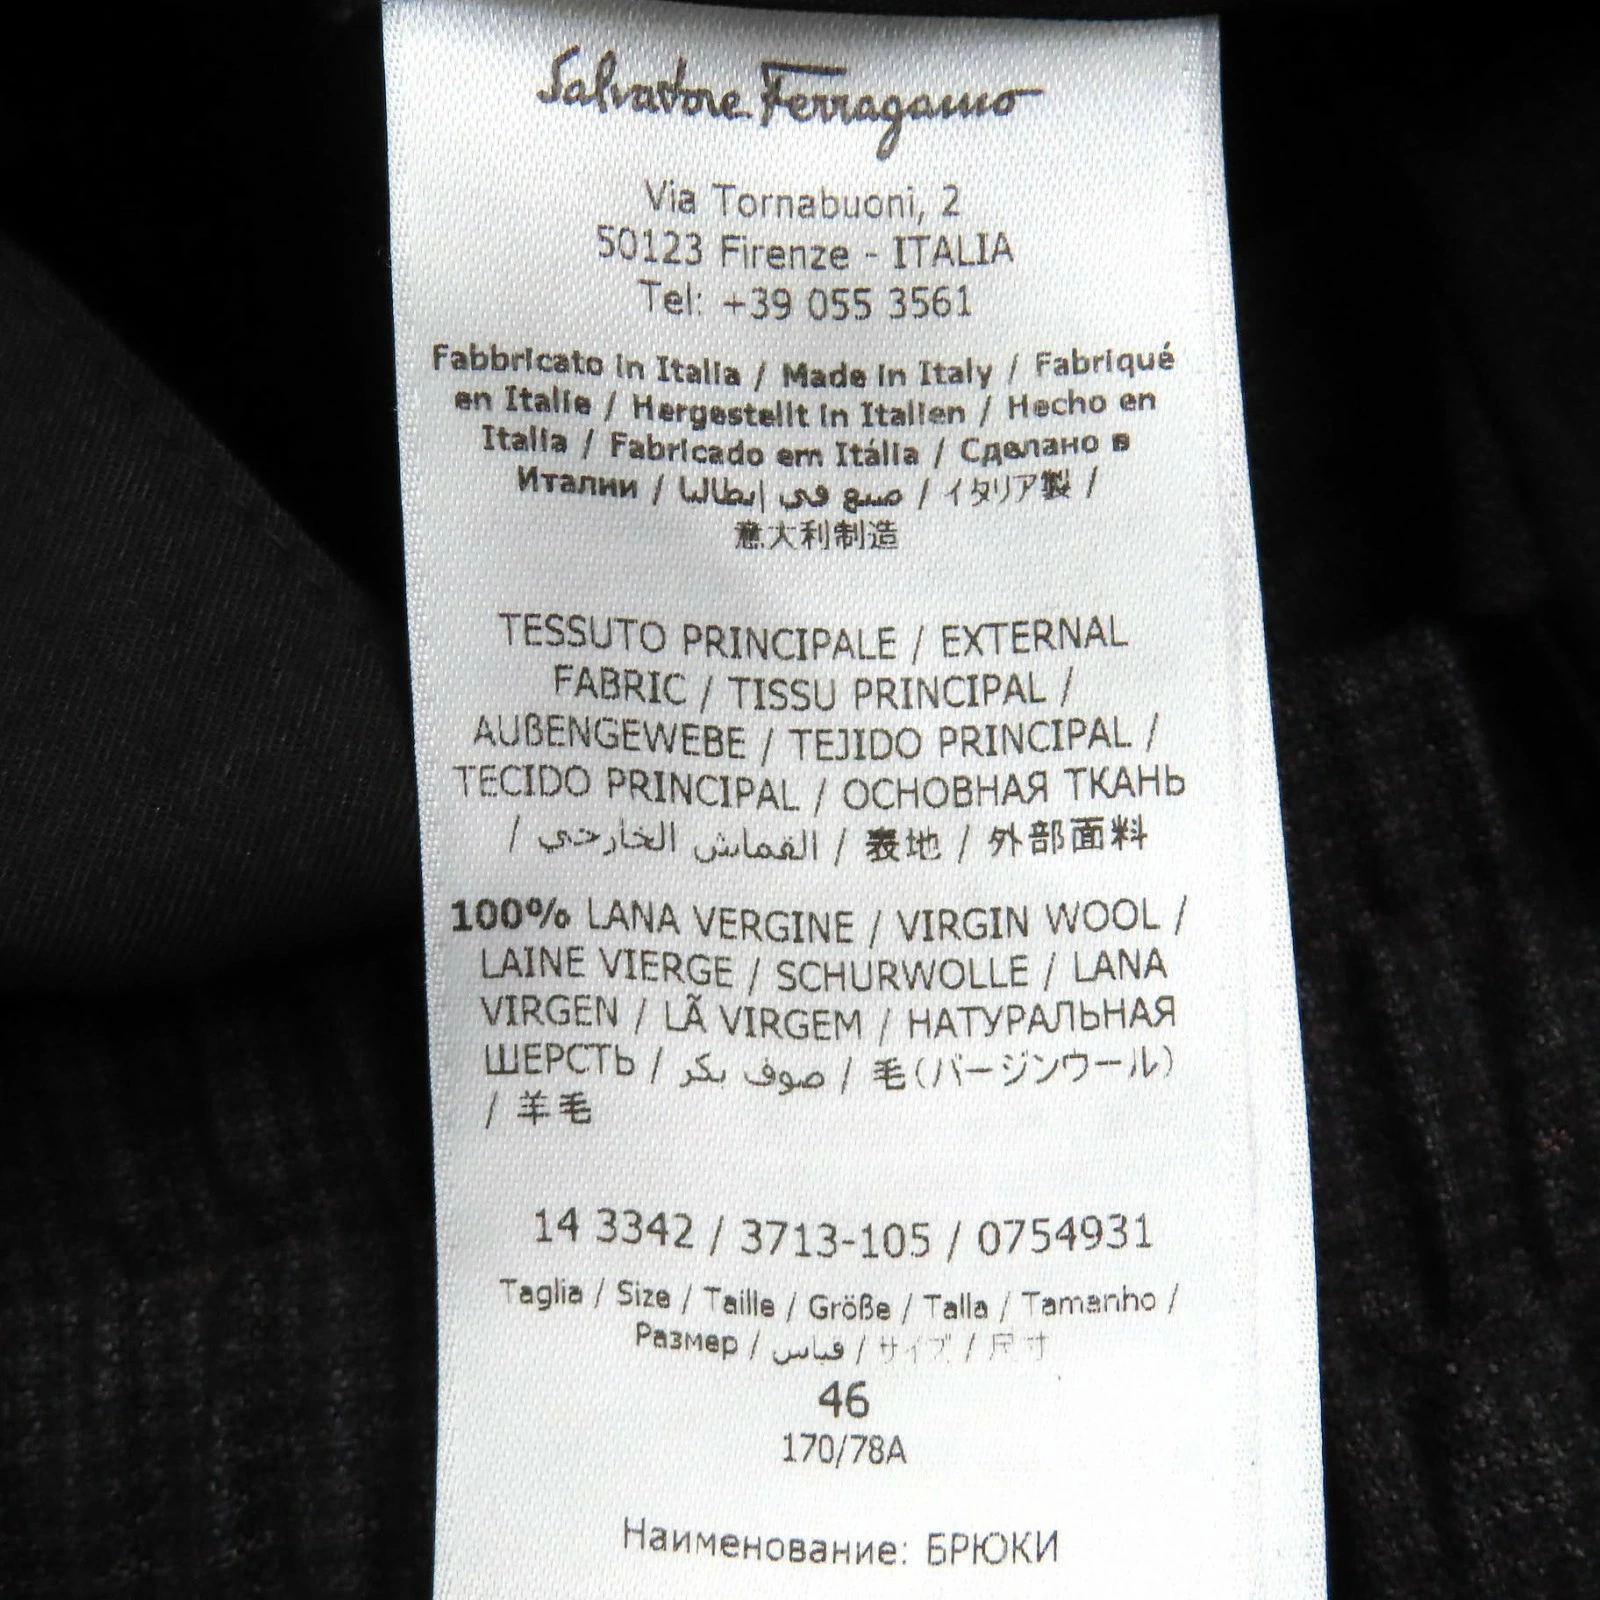 Salvatore Ferragamo
Via Tornabuoni, 2
50123 Firenze - ITALIA
Tel: +39 055 3561
Fabbricato in Italia / Made in Italy / Fabriqué
en Italie / Hergestellt in Italien / Hecho en
Italia / Fabricado em Itália / Сделано в
Италии / صنع في إيطاليا / イタリア製 /
意大利制造
TESSUTO PRINCIPALE / EXTERNAL
FABRIC / TISSU PRINCIPAL /
AUßENGEWEBE / TEJIDO PRINCIPAL /
TECIDO PRINCIPAL / ОСНОВНАЯ ТКАНЬ
/ القماش الخارجي / 表地 / 外部面料
100% LANA VERGINE / VIRGIN WOOL /
LAINE VIERGE / SCHURWOLLE / LANA
VIRGEN / LÃ VIRGEM / НАТУРАЛЬНАЯ
ШЕРСТЬ / صوف بكر / 毛(バージンウール)
/ 羊毛
14 3342 / 3713-105 / 0754931
Taglia / Size / Taille / Größe / Talla / Tamanho /
Размер / قياس / サイズ / 尺寸
46
170/78A
Наименование: БРЮКИ